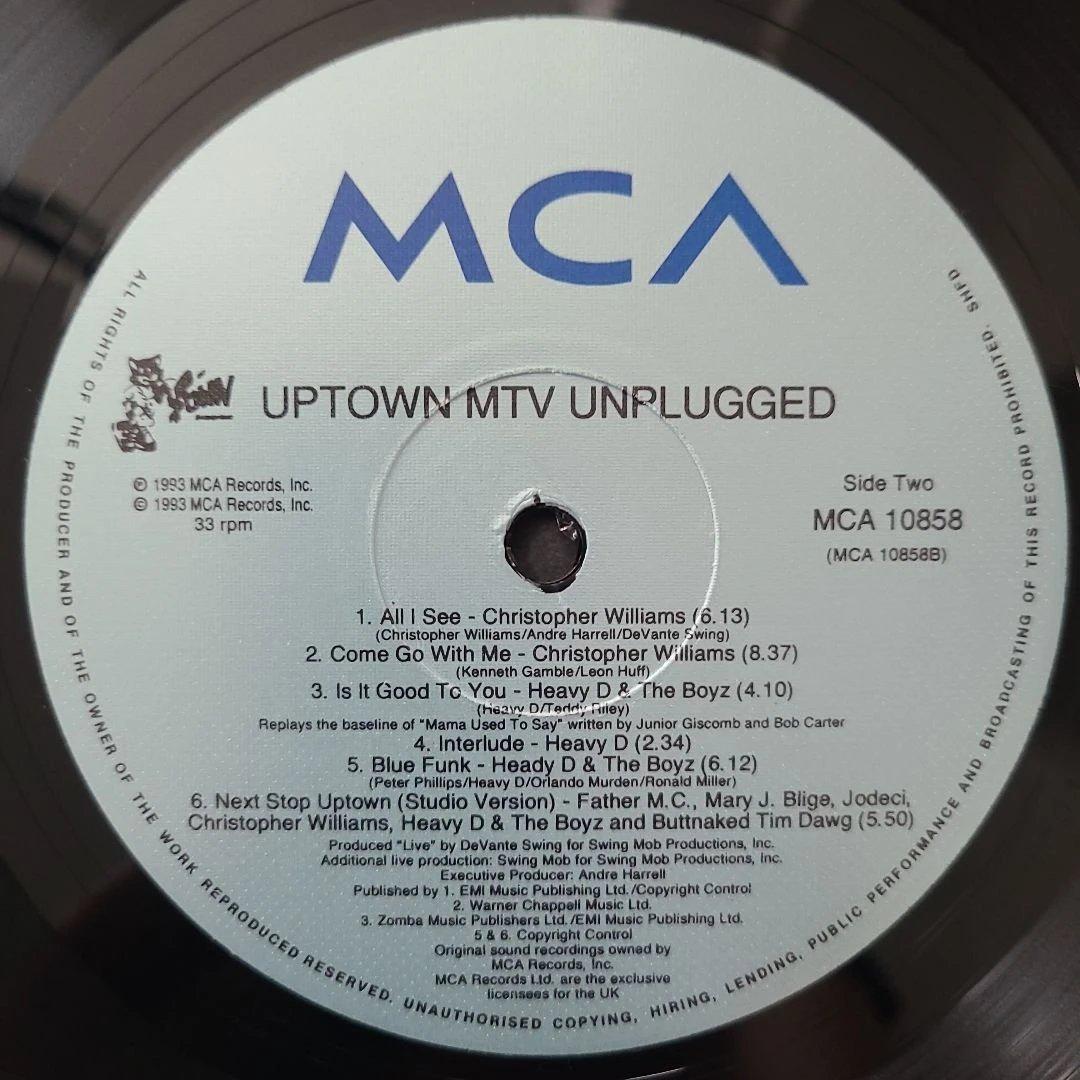 MCA
Uptown
UPTOWN MTV UNPLUGGED
℗ 1993 MCA Records, Inc.
© 1993 MCA Records, Inc.
33 rpm
Side Two
MCA 10858
(MCA 10858B)
1. All I See - Christopher Williams (6.13)
(Christopher Williams/Andre Harrell/DeVante Swing)
2. Come Go With Me - Christopher Williams (8.37)
(Kenneth Gamble/Leon Huff)
3. Is It Good To You - Heavy D & The Boyz (4.10)
(Heavy D/Teddy Riley)
Replays the baseline of "Mama Used To Say" written by Junior Giscomb and Bob Carter
4. Interlude - Heavy D (2.34)
5. Blue Funk - Heady D & The Boyz (6.12)
(Peter Phillips/Heavy D/Orlando Murden/Ronald Miller)
6. Next Stop Uptown (Studio Version) - Father M.C., Mary J. Blige, Jodeci,
Christopher Williams, Heavy D & The Boyz and Buttnaked Tim Dawg (5.50)
Produced "Live" by DeVante Swing for Swing Mob Productions, Inc.
Additional live production: Swing Mob for Swing Mob Productions, Inc.
Executive Producer: Andre Harrell
Published by 1. EMI Music Publishing Ltd./Copyright Control
2. Warner Chappell Music Ltd.
3. Zomba Music Publishers Ltd./EMI Music Publishing Ltd.
5 & 6. Copyright Control
Original sound recordings owned by
MCA Records, Inc.
MCA Records Ltd. are the exclusive
licensees for the UK
ALL RIGHTS OF THE PRODUCER AND OF THE OWNER OF THE WORK REPRODUCED RESERVED. UNAUTHORISED COPYING, HIRING, LENDING, PUBLIC PERFORMANCE AND BROADCASTING OF THIS RECORD PROHIBITED. SHFD